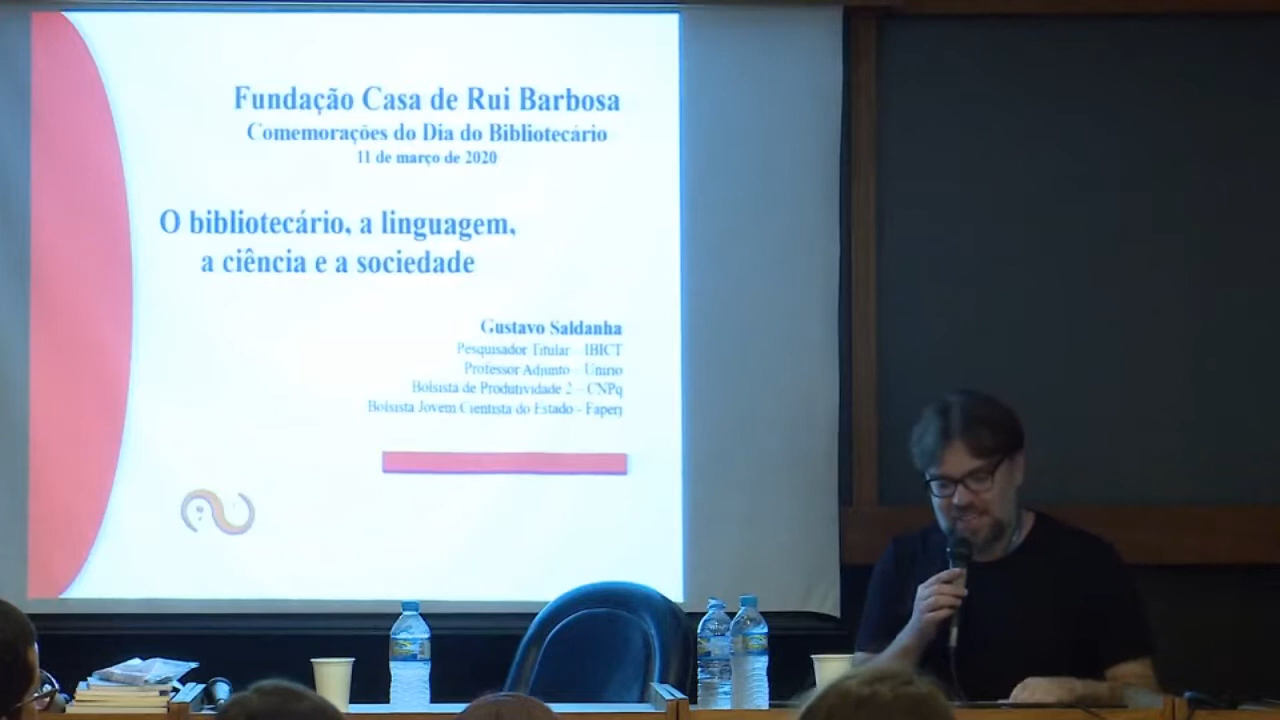 Fundação Casa de Rui Barbosa
Comemorações do Dia do Bibliotecário
11 de março de 2020
O bibliotecário, a linguagem,
a ciência e a sociedade
Gustavo Saldanha
Pesquisador Titular - IBICT
Professor Adjunto - Unirio
Bolsista de Produtividade 2 - CNPq
Bolsista Jovem Cientista do Estado - Faperj